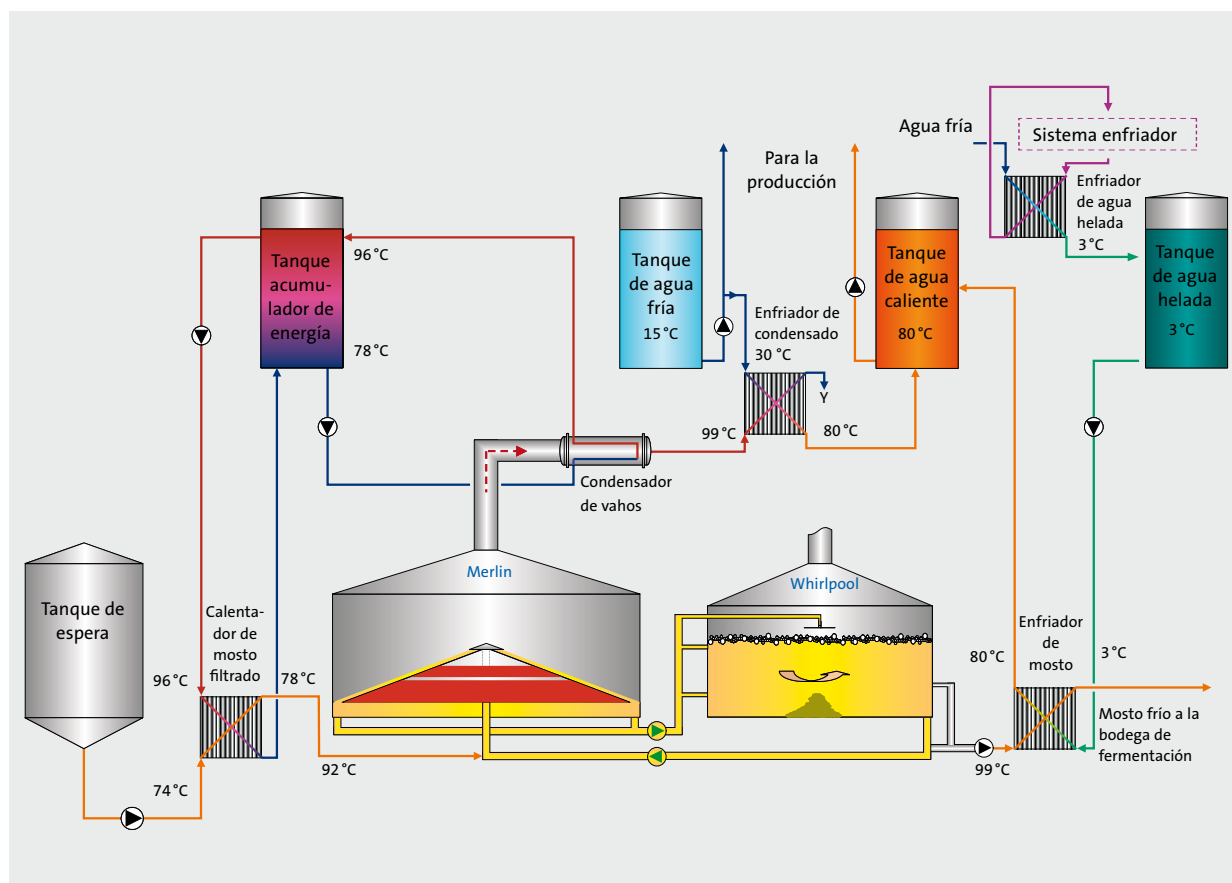 Agua fría
Sistema enfriador
Para la
producción
Enfriador
de agua
helada
3 °C
Tanque
acumu-
lador de
energía
96 °C
78 °C
Tanque
de agua
fría
15 °C
Enfriador de
condensado
30 °C
Y
99 °C
80 °C
Tanque
de agua
caliente
80 °C
Tanque
de agua
helada
3 °C
Condensador
de vahos
Merlin
Whirlpool
Tanque de
espera
Calenta-
dor de
mosto
filtrado
96 °C
78 °C
74 °C
92 °C
Enfriador
de
mosto
80 °C
3 °C
99 °C
Mosto frío a la
bodega de
fermentación